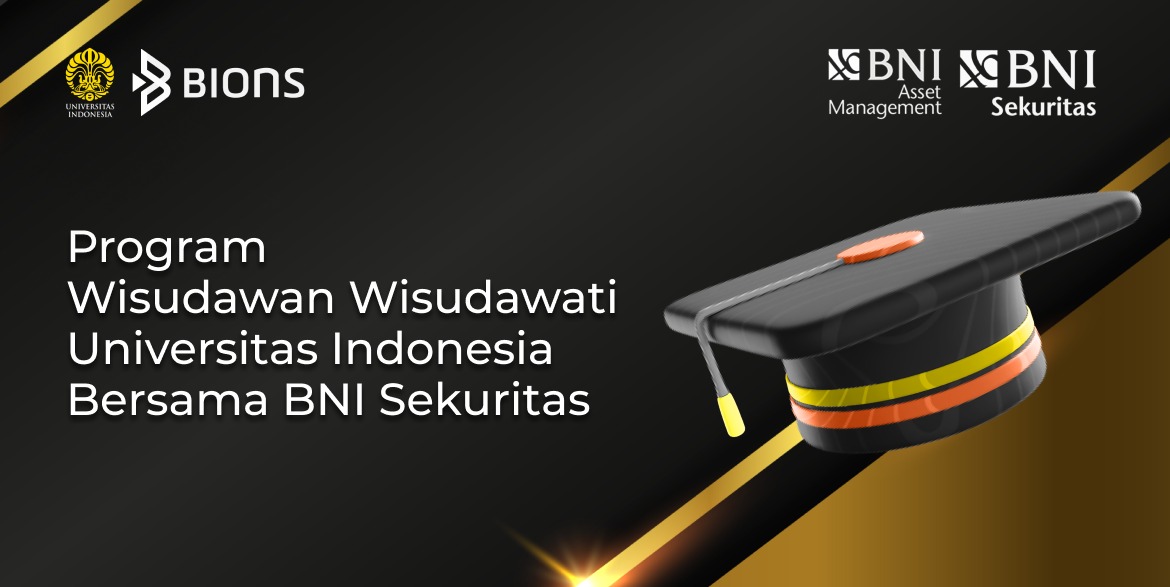 UNIVERSITAS
INDONESIA
BIONS
BNI
Asset
Management
BNI
Sekuritas
Program
Wisudawan Wisudawati
Universitas Indonesia
Bersama BNI Sekuritas